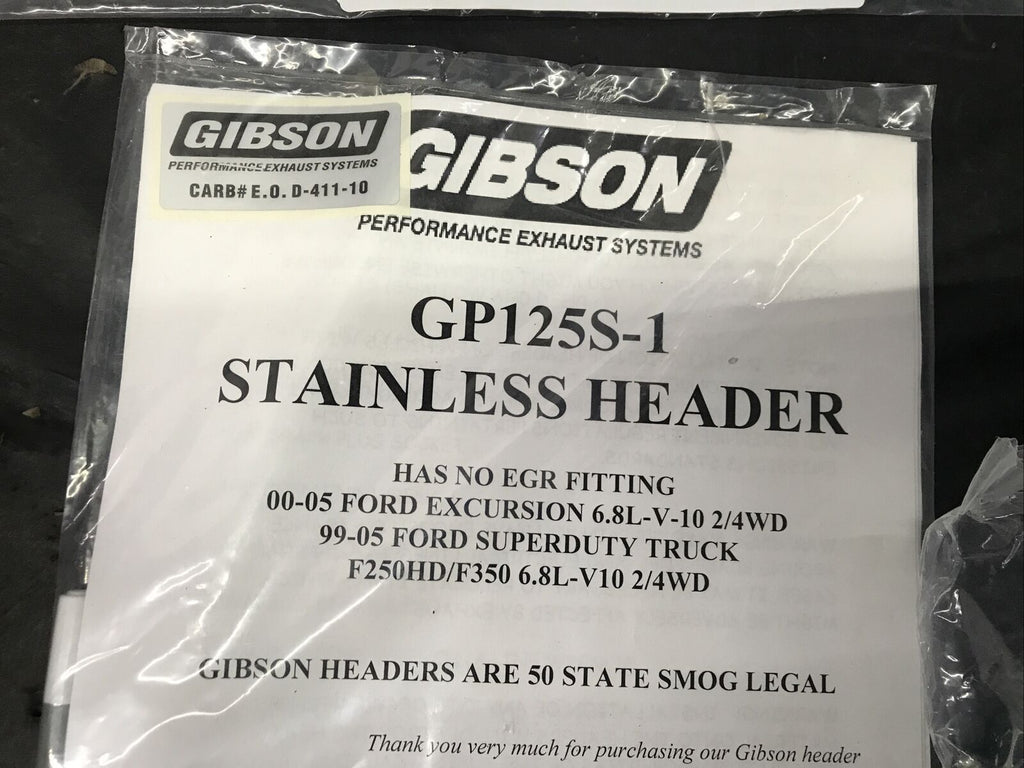 GIBSON
PERFORMANCE EXHAUST SYSTEMS
CARB# E.O. D-411-10
GIBSON
PERFORMANCE EXHAUST SYSTEMS
GP125S-1
STAINLESS HEADER
HAS NO EGR FITTING
00-05 FORD EXCURSION 6.8L-V-10 2/4WD
99-05 FORD SUPERDUTY TRUCK
F250HD/F350 6.8L-V10 2/4WD
GIBSON HEADERS ARE 50 STATE SMOG LEGAL
Thank you very much for purchasing our Gibson header